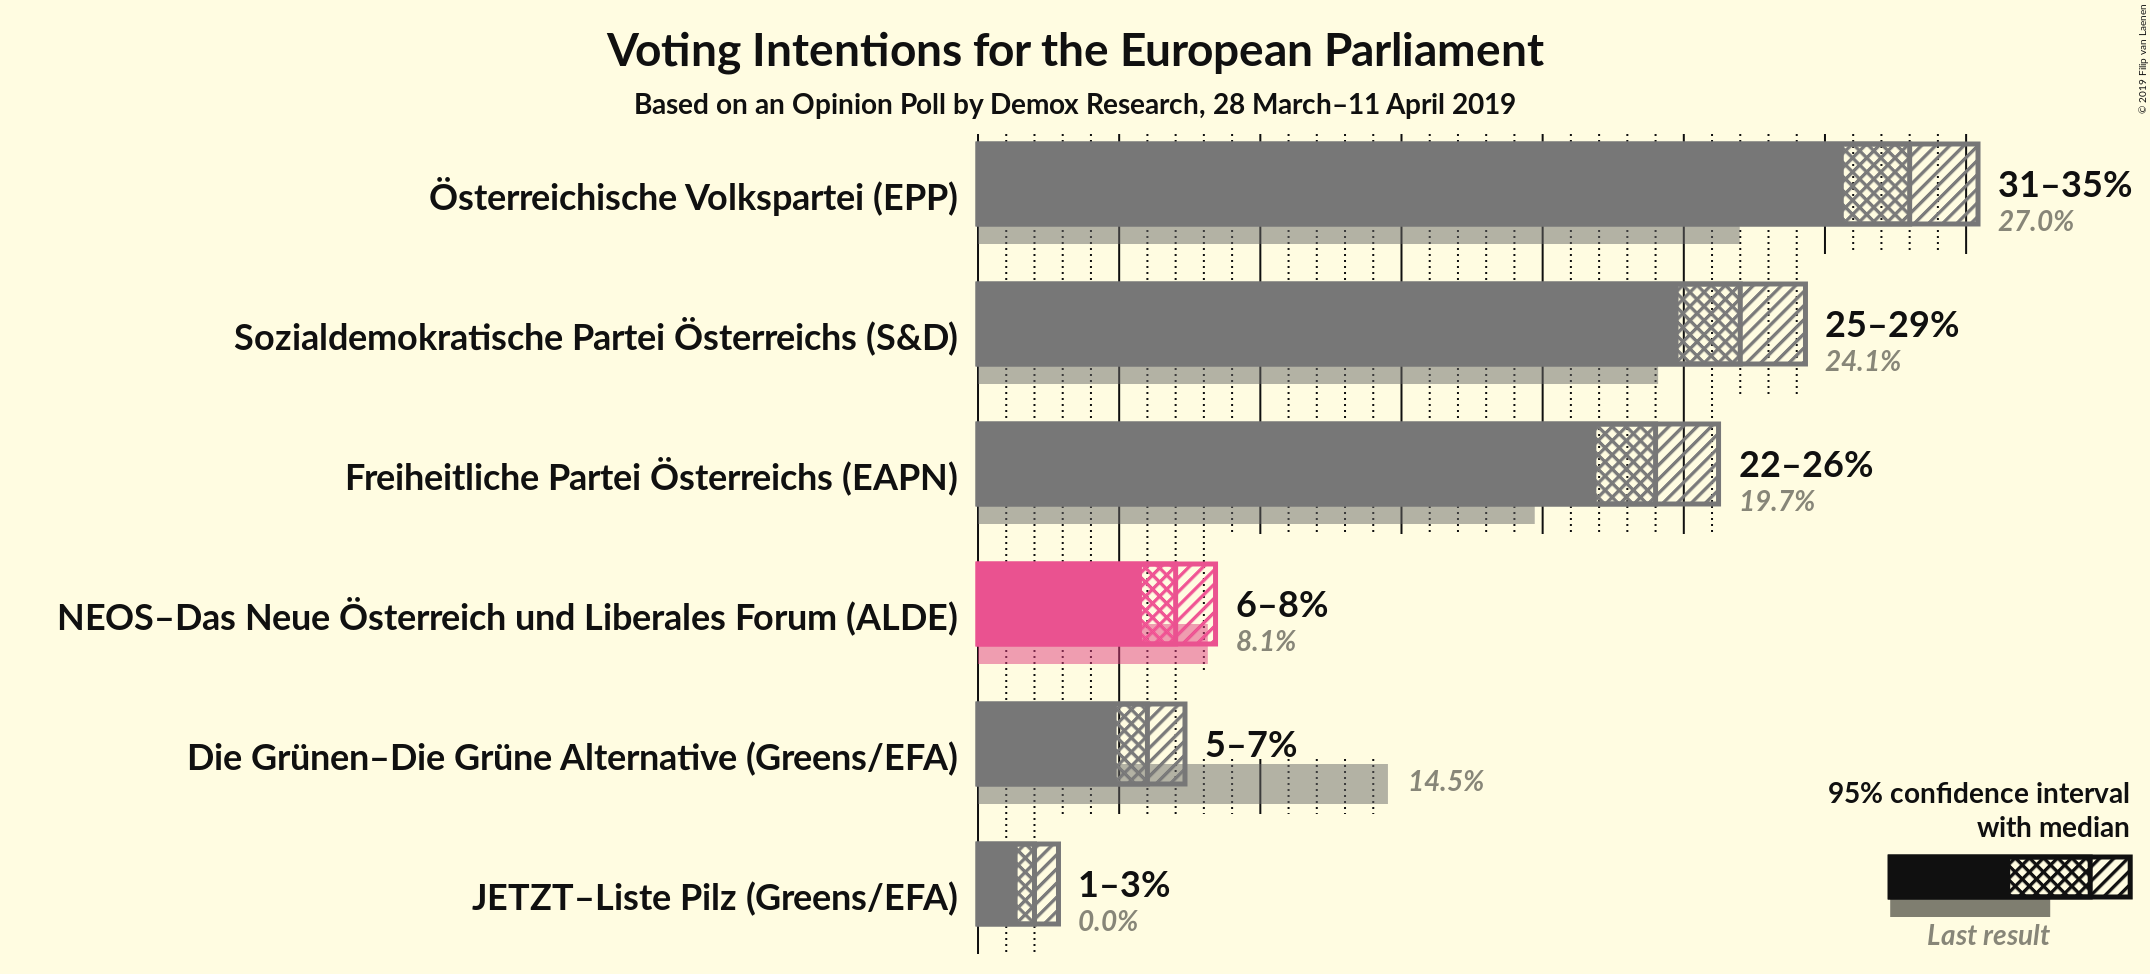 Voting Intentions for the European Parliament
Based on an Opinion Poll by Demox Research, 28 March–11 April 2019
© 2019 Filip van Laenen
Österreichische Volkspartei (EPP)
31–35%
27.0%
Sozialdemokratische Partei Österreichs (S&D)
25–29%
24.1%
Freiheitliche Partei Österreichs (EAPN)
22–26%
19.7%
NEOS–Das Neue Österreich und Liberales Forum (ALDE)
6–8%
8.1%
Die Grünen–Die Grüne Alternative (Greens/EFA)
5–7%
14.5%
JETZT–Liste Pilz (Greens/EFA)
1–3%
0.0%
95% confidence interval
with median
Last result